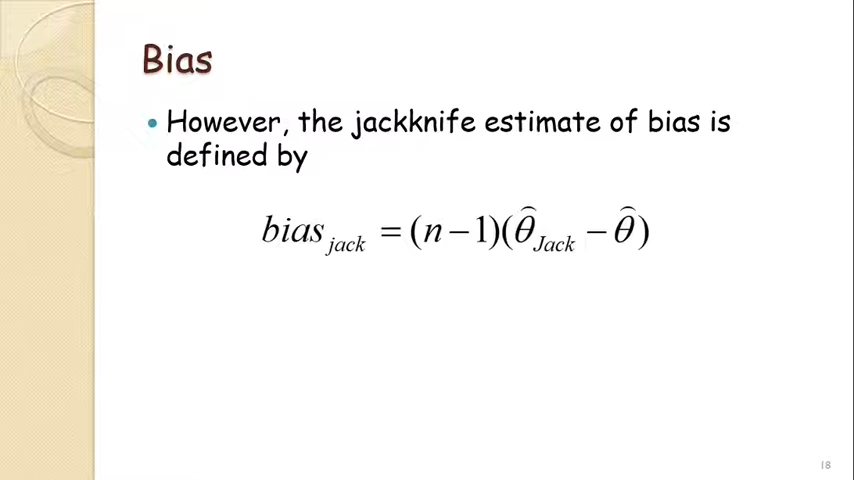 Bias
• However, the jackknife estimate of bias is
defined by
bias_jack = (n − 1)(θ̂_Jack − θ̂)
18